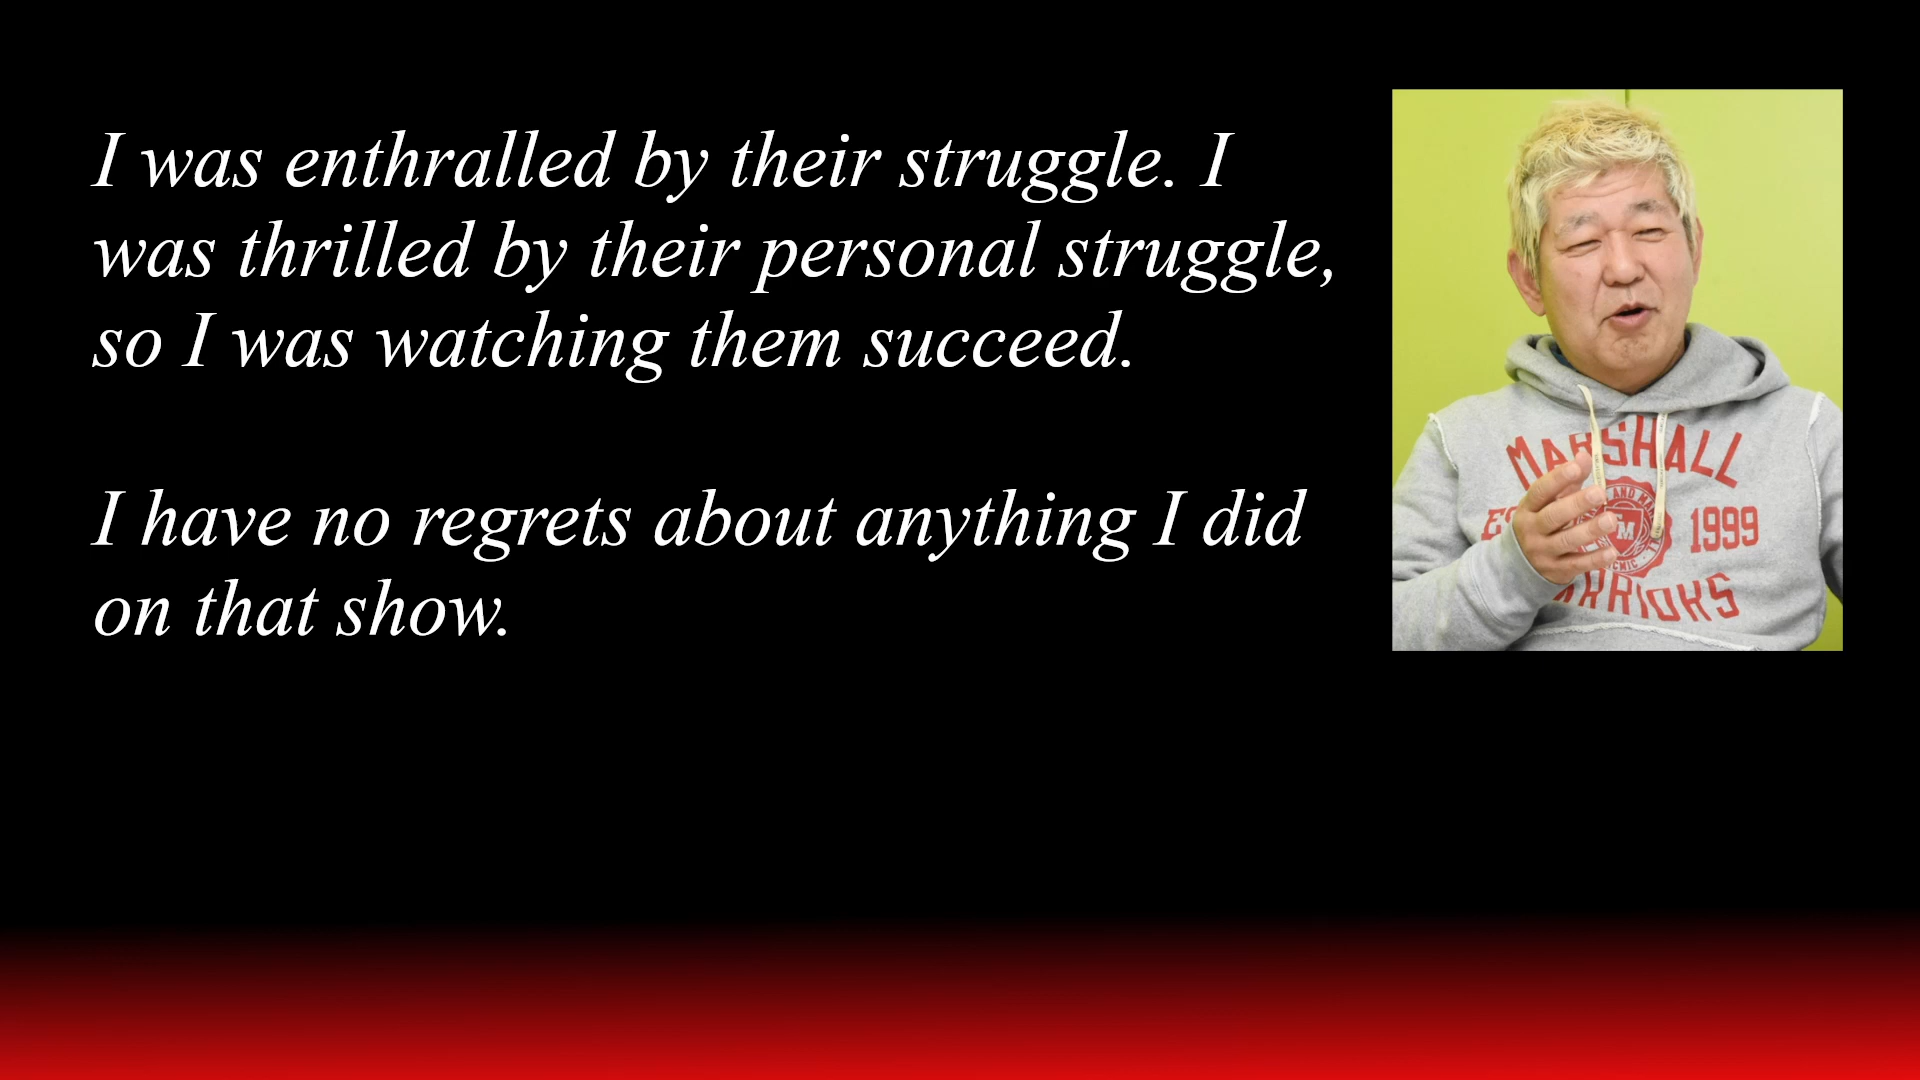 I was enthralled by their struggle. I
was thrilled by their personal struggle,
so I was watching them succeed.
I have no regrets about anything I did
on that show.
MARSHALL
1999